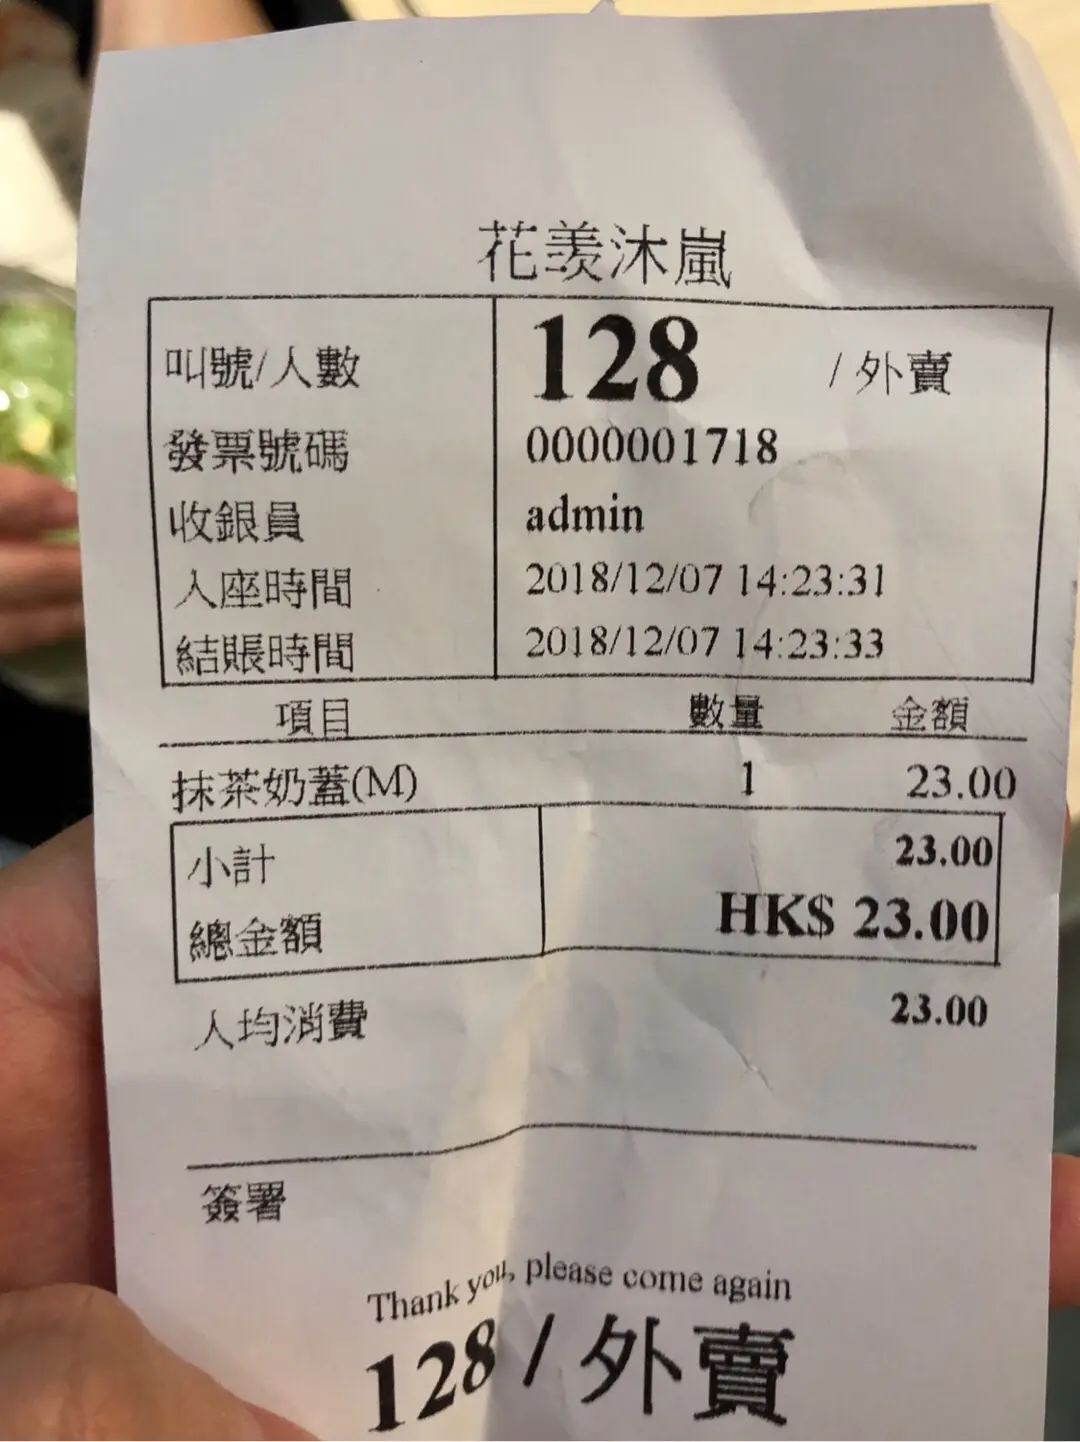 花羨沐嵐
叫號/人數 128 /外賣
發票號碼 0000001718
收銀員 admin
入座時間 2018/12/07 14:23:31
結賬時間 2018/12/07 14:23:33
項目 數量 金額
抹茶奶蓋(M) 1 23.00
小計 23.00
總金額 HK$ 23.00
人均消費 23.00
簽署
Thank you, please come again
128 / 外賣